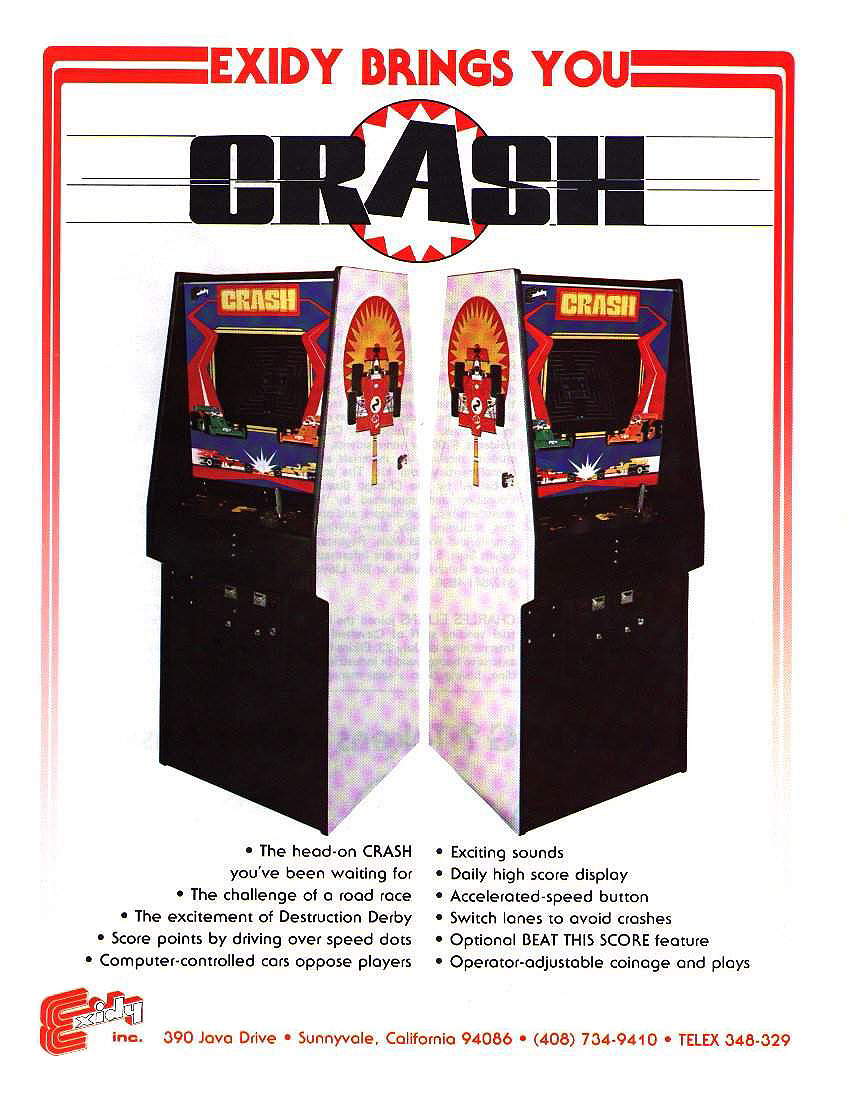 EXIDY BRINGS YOU
CRASH
exidy CRASH
exidy CRASH
• The head-on CRASH
you've been waiting for
• The challenge of a road race
• The excitement of Destruction Derby
• Score points by driving over speed dots
• Computer-controlled cars oppose players
• Exciting sounds
• Daily high score display
• Accelerated-speed button
• Switch lanes to avoid crashes
• Optional BEAT THIS SCORE feature
• Operator-adjustable coinage and plays
Exidy
inc. 390 Java Drive • Sunnyvale, California 94086 • (408) 734-9410 • TELEX 348-329